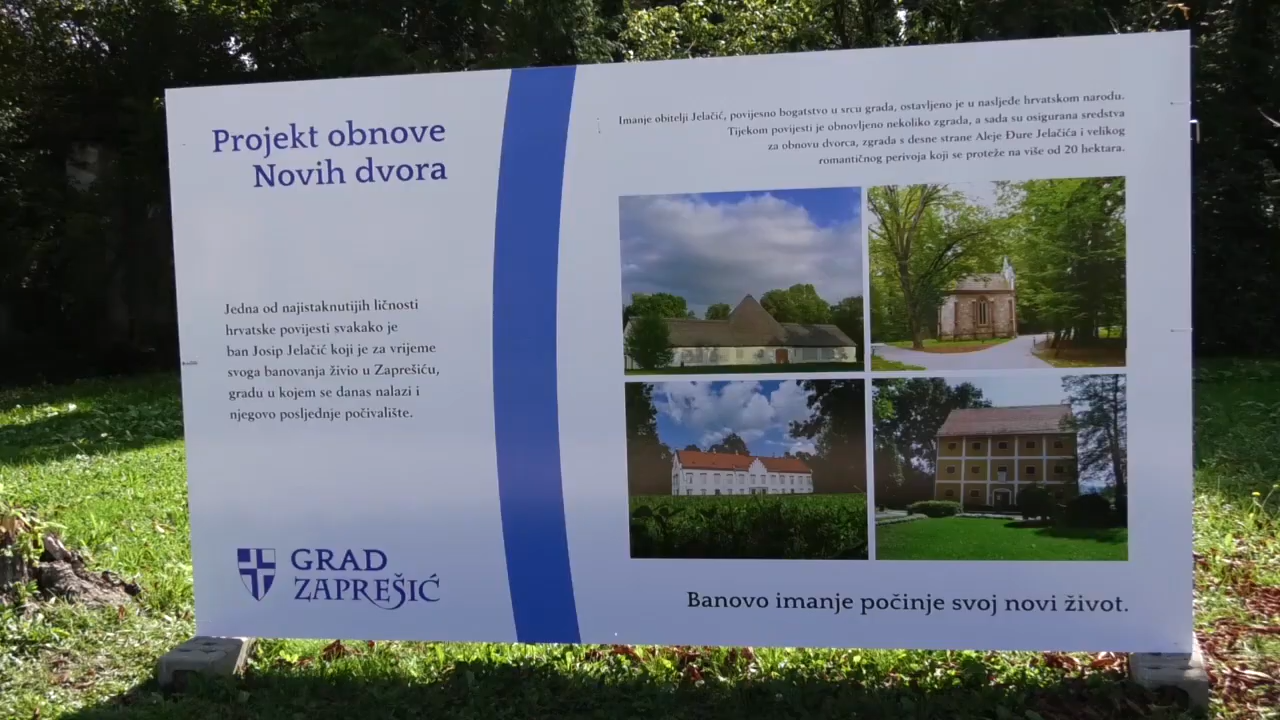 Projekt obnove
Novih dvora
Jedna od najistaknutijih ličnosti
hrvatske povijesti svakako je
ban Josip Jelačić koji je za vrijeme
svoga banovanja živio u Zaprešiću,
gradu u kojem se danas nalazi i
njegovo posljednje počivalište.
GRAD
ZAPREŠIĆ
Imanje obitelji Jelačić, povijesno bogatstvo u srcu grada, ostavljeno je u nasljeđe hrvatskom narodu.
Tijekom povijesti je obnovljeno nekoliko zgrada, a sada su osigurana sredstva
za obnovu dvorca, zgrada s desne strane Aleje Đure Jelačića i velikog
romantičnog perivoja koji se proteže na više od 20 hektara.
Banovo imanje počinje svoj novi život.